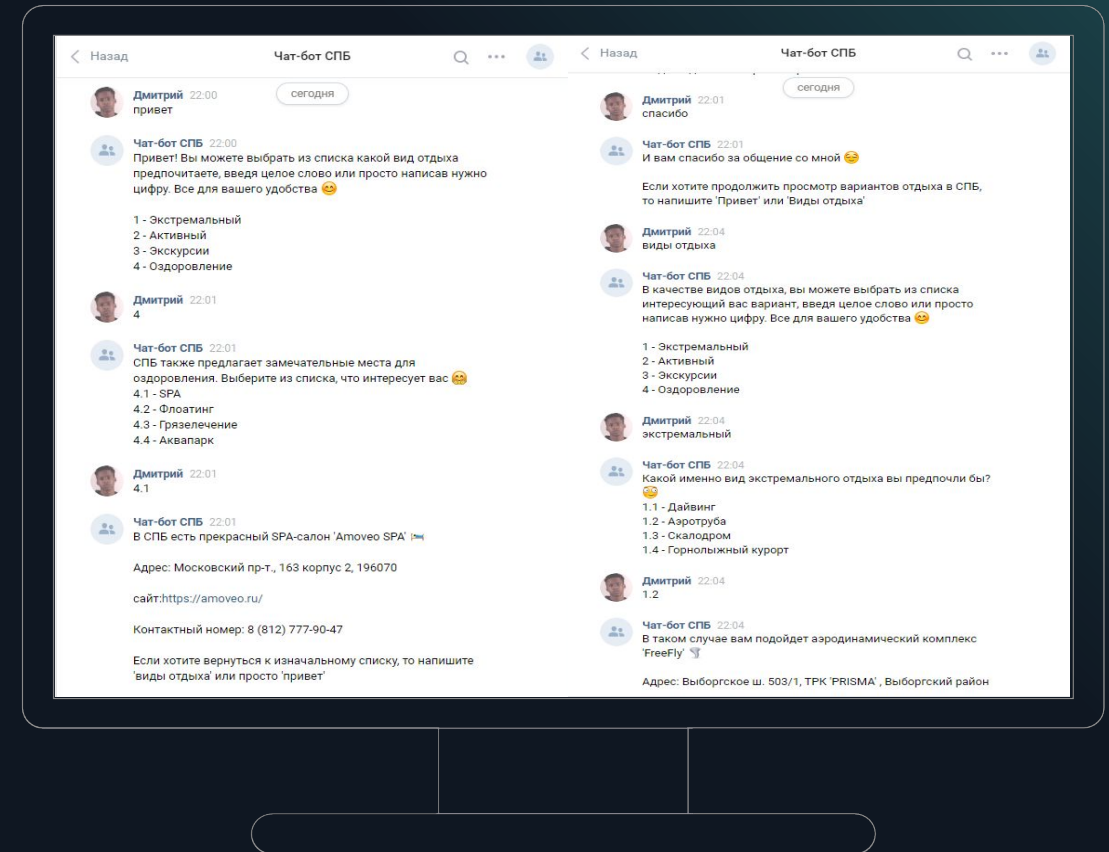 Назад
Чат-бот СПБ
сегодня
Дмитрий 22:00
привет
Чат-бот СПБ 22:00
Привет! Вы можете выбрать из списка какой вид отдыха
предпочитаете, введя целое слово или просто написав нужно
цифру. Все для вашего удобства 😊
1 - Экстремальный
2 - Активный
3 - Экскурсии
4 - Оздоровление
Дмитрий 22:01
4
Чат-бот СПБ 22:01
СПБ также предлагает замечательные места для
оздоровления. Выберите из списка, что интересует вас 🤗
4.1 - SPA
4.2 - Флоатинг
4.3 - Грязелечение
4.4 - Аквапарк
Дмитрий 22:01
4.1
Чат-бот СПБ 22:01
В СПБ есть прекрасный SPA-салон 'Amoveo SPA' 🛌
Адрес: Московский пр-т., 163 корпус 2, 196070
сайт:https://amoveo.ru/
Контактный номер: 8 (812) 777-90-47
Если хотите вернуться к изначальному списку, то напишите
'виды отдыха' или просто 'привет'
Назад
Чат-бот СПБ
сегодня
Дмитрий 22:01
спасибо
Чат-бот СПБ 22:01
И вам спасибо за общение со мной 😊
Если хотите продолжить просмотр вариантов отдыха в СПБ,
то напишите 'Привет' или 'Виды отдыха'
Дмитрий 22:04
виды отдыха
Чат-бот СПБ 22:04
В качестве видов отдыха, вы можете выбрать из списка
интересующий вас вариант, введя целое слово или просто
написав нужно цифру. Все для вашего удобства 😊
1 - Экстремальный
2 - Активный
3 - Экскурсии
4 - Оздоровление
Дмитрий 22:04
экстремальный
Чат-бот СПБ 22:04
Какой именно вид экстремального отдыха вы предпочли бы?
😳
1.1 - Дайвинг
1.2 - Аэротруба
1.3 - Скалодром
1.4 - Горнолыжный курорт
Дмитрий 22:04
1.2
Чат-бот СПБ 22:04
В таком случае вам подойдет аэродинамический комплекс
'FreeFly' 🌪
Адрес: Выборгское ш. 503/1, ТРК 'PRISMA' , Выборгский район